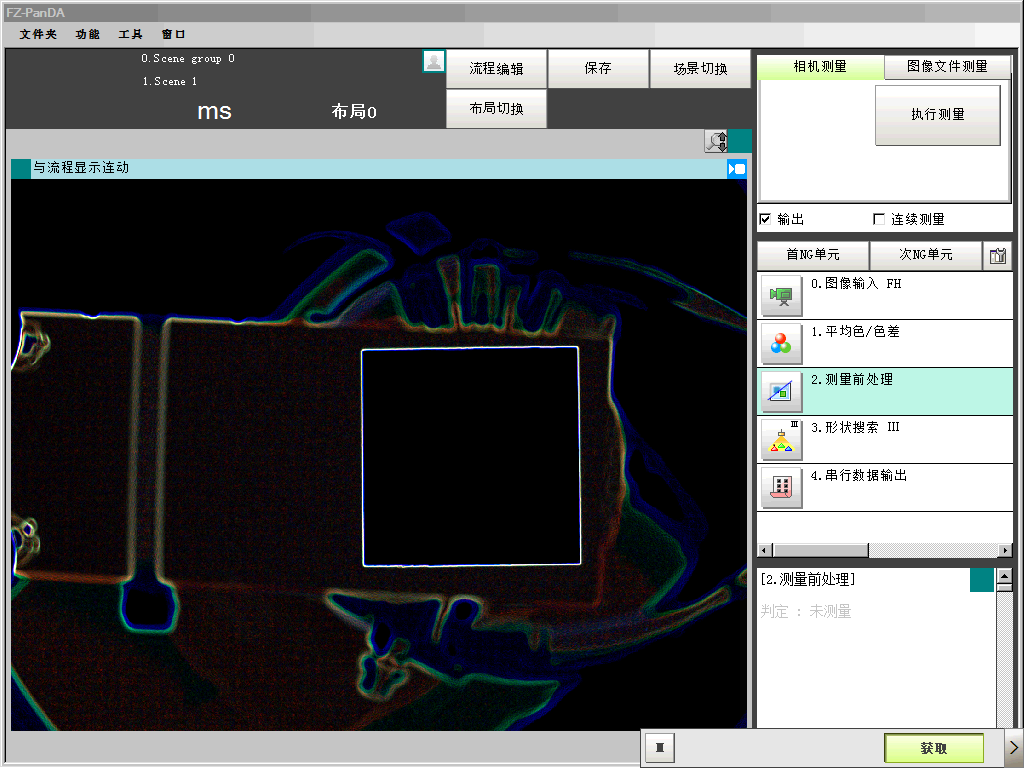 FZ-PanDA
文件夹 功能 工具 窗口
0.Scene group 0
1.Scene 1
ms 布局0
流程编辑 保存 场景切换
布局切换
相机测量 图像文件测量
执行测量
输出 连续测量
与流程显示连动
首NG单元 次NG单元
0.图像输入 FH
1.平均色/色差
2.测量前处理
3.形状搜索 III
III
4.串行数据输出
[2.测量前处理]
判定 : 未测量
获取